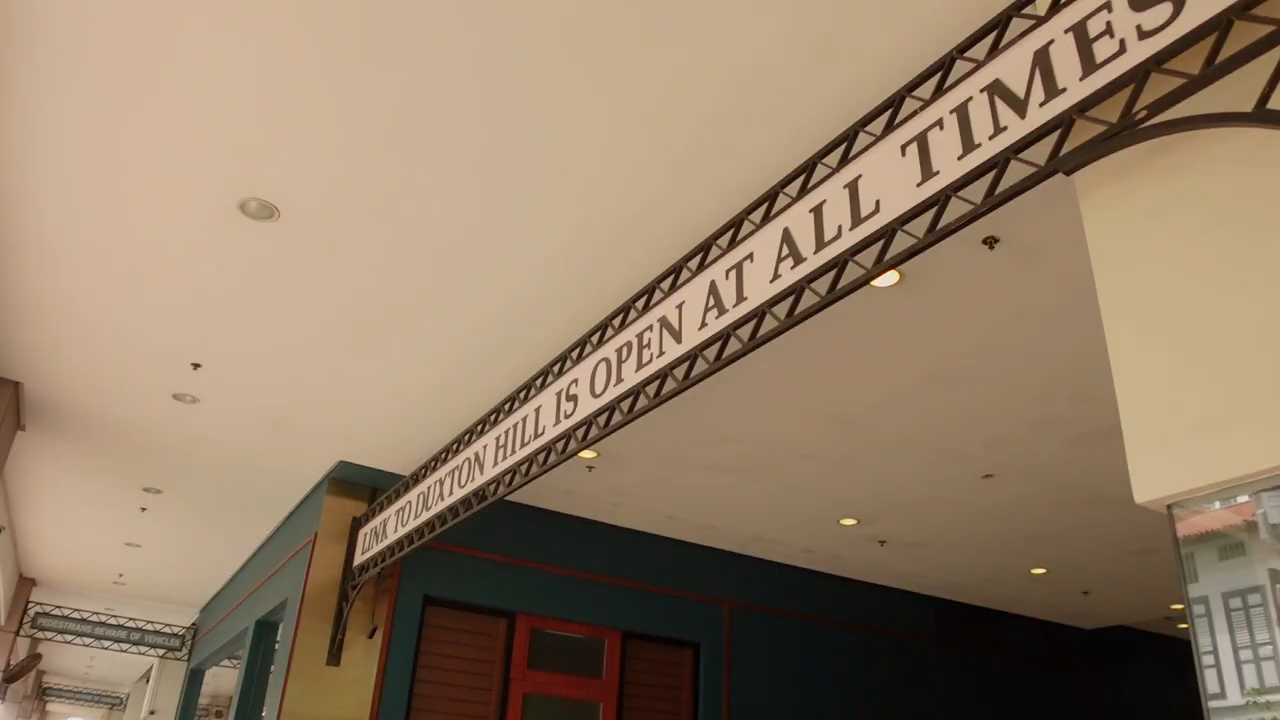 LINK TO DUXTON HILL IS OPEN AT ALL TIMES
PEDESTRIANS BEWARE OF VEHICLES